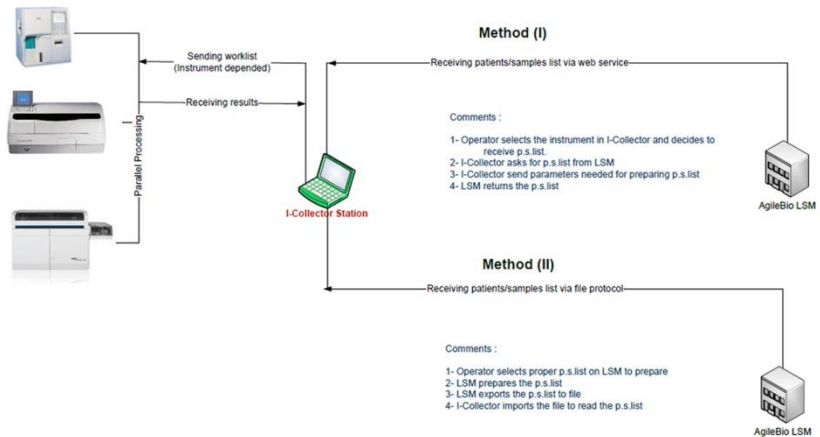 Method (I)
Sending worklist
(Instrument depended)
Receiving patients/samples list via web service
Receiving results
Parallel Processing
Comments :
1- Operator selects the instrument in I-Collector and decides to
receive p.s.list.
2- I-Collector asks for p.s.list from LSM
3- I-Collector send parameters needed for preparing p.s.list
4- LSM returns the p.s.list
I-Collector Station
AgileBio LSM
Method (II)
Receiving patients/samples list via file protocol
Comments :
1- Operator selects proper p.s.list on LSM to prepare
2- LSM prepares the p.s.list
3- LSM exports the p.s.list to file
4- I-Collector imports the file to read the p.s.list
AgileBio LSM